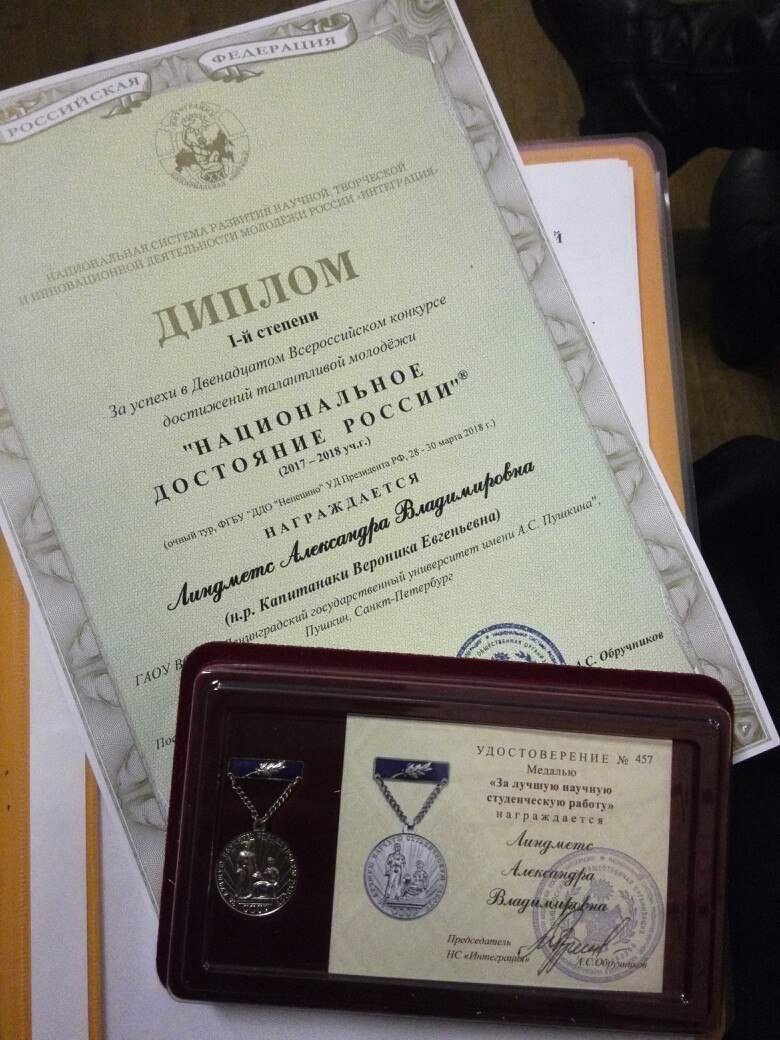 РОССИЙСКАЯ
ФЕДЕРАЦИЯ
НАЦИОНАЛЬНАЯ СИСТЕМА РАЗВИТИЯ НАУЧНОЙ, ТВОРЧЕСКОЙ
И ИННОВАЦИОННОЙ ДЕЯТЕЛЬНОСТИ МОЛОДЁЖИ РОССИИ "ИНТЕГРАЦИЯ"
ДИПЛОМ
I-й степени
За успехи в Двенадцатом Всероссийском конкурсе
достижений талантливой молодёжи
"НАЦИОНАЛЬНОЕ
ДОСТОЯНИЕ РОССИИ"®
(2017 – 2018 уч.г.)
(очный тур, ФГБУ "ДДО "Непецино" УД Президента РФ, 28 - 30 марта 2018 г.)
НАГРАЖДАЕТСЯ
Линдметс Александра Владимировна
(н.р. Капитанаки Вероника Евгеньевна)
ГАОУ В Ленинградский государственный университет имени А.С. Пушкина",
Пушкин, Санкт-Петербург
А.С. Обручников
УДОСТОВЕРЕНИЕ № 457
Медалью
«За лучшую научную
студенческую работу»
награждается
Линдметс
Александра
Владимировна
Председатель
НС «Интеграция»
А.С.Обручников